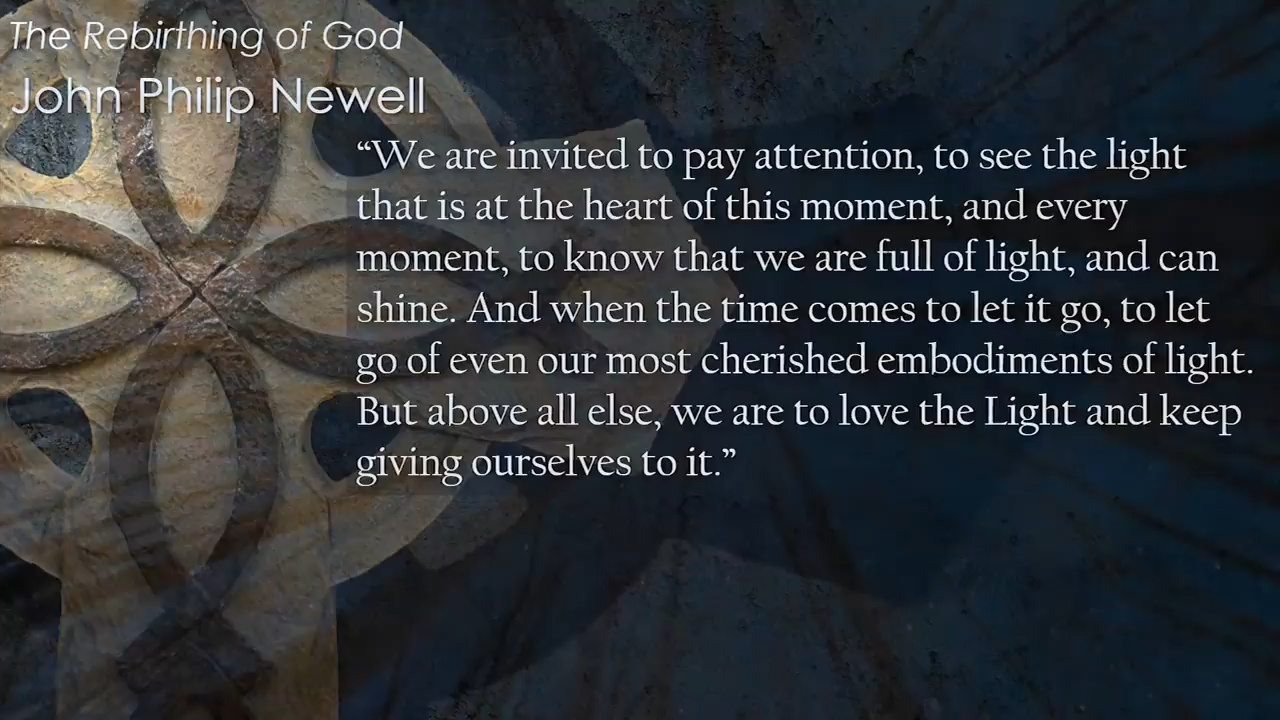 The Rebirthing of God
John Philip Newell
“We are invited to pay attention, to see the light
that is at the heart of this moment, and every
moment, to know that we are full of light, and can
shine. And when the time comes to let it go, to let
go of even our most cherished embodiments of light.
But above all else, we are to love the Light and keep
giving ourselves to it.”